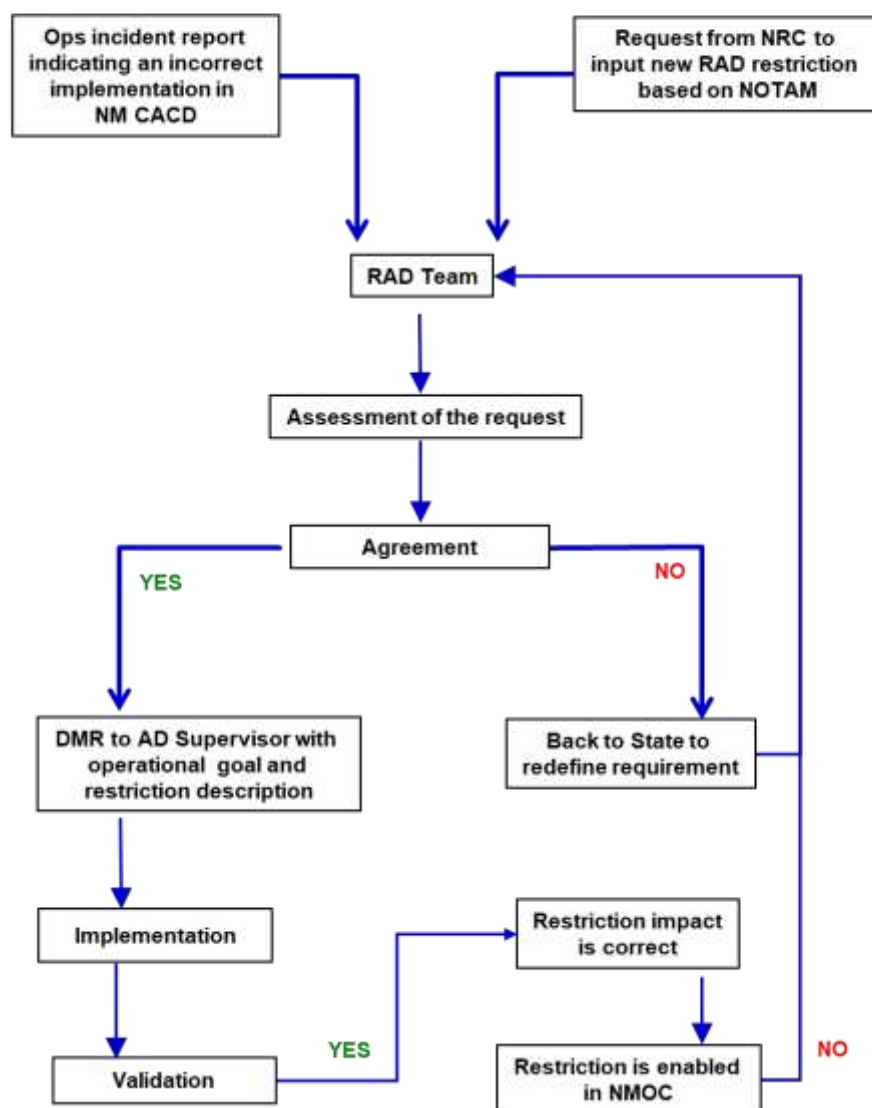 Ops incident report
indicating an incorrect
implementation in
NM CACD
Request from NRC to
input new RAD restriction
based on NOTAM
RAD Team
Assessment of the request
Agreement
YES
NO
DMR to AD Supervisor with
operational goal and
restriction description
Back to State to
redefine requirement
Implementation
Restriction impact
is correct
Validation
YES
Restriction is enabled
in NMOC
NO